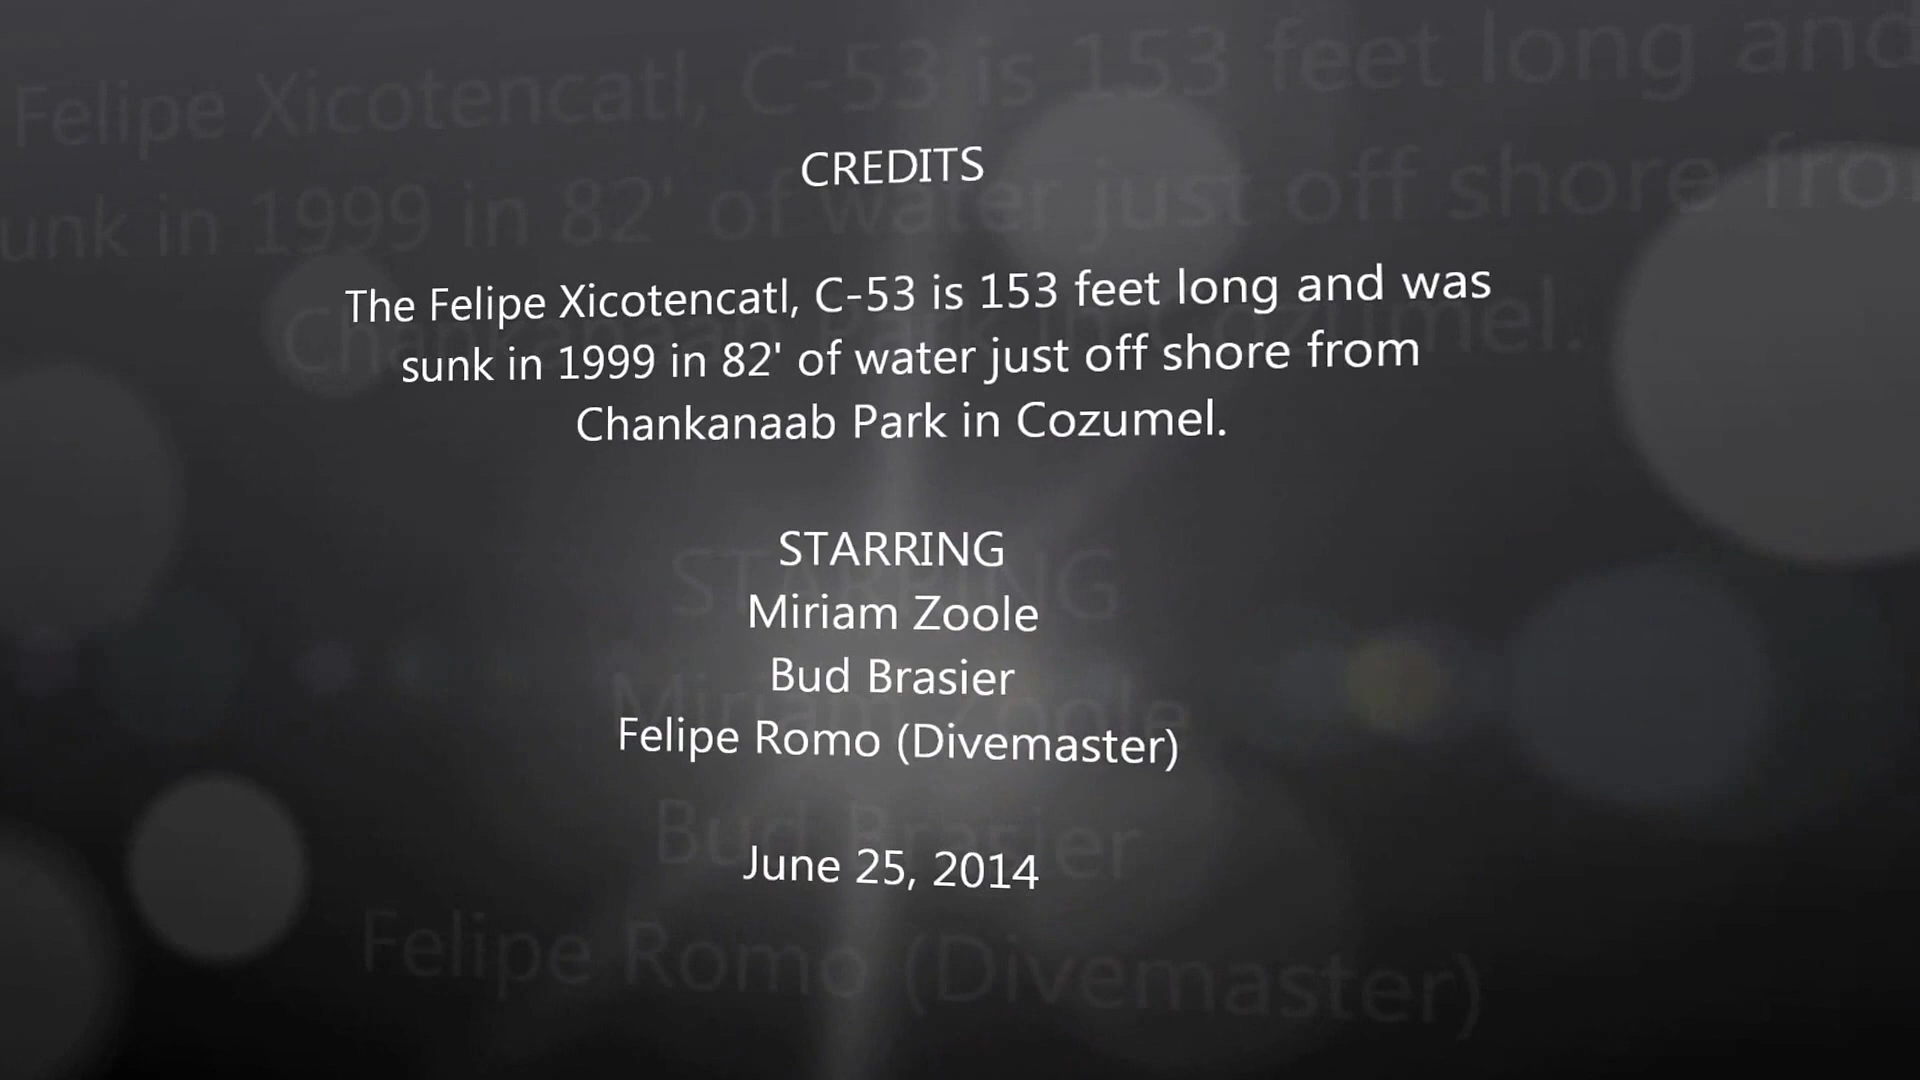 CREDITS
The Felipe Xicotencatl, C-53 is 153 feet long and was
sunk in 1999 in 82' of water just off shore from
Chankanaab Park in Cozumel.
STARRING
Miriam Zoole
Bud Brasier
Felipe Romo (Divemaster)
June 25, 2014